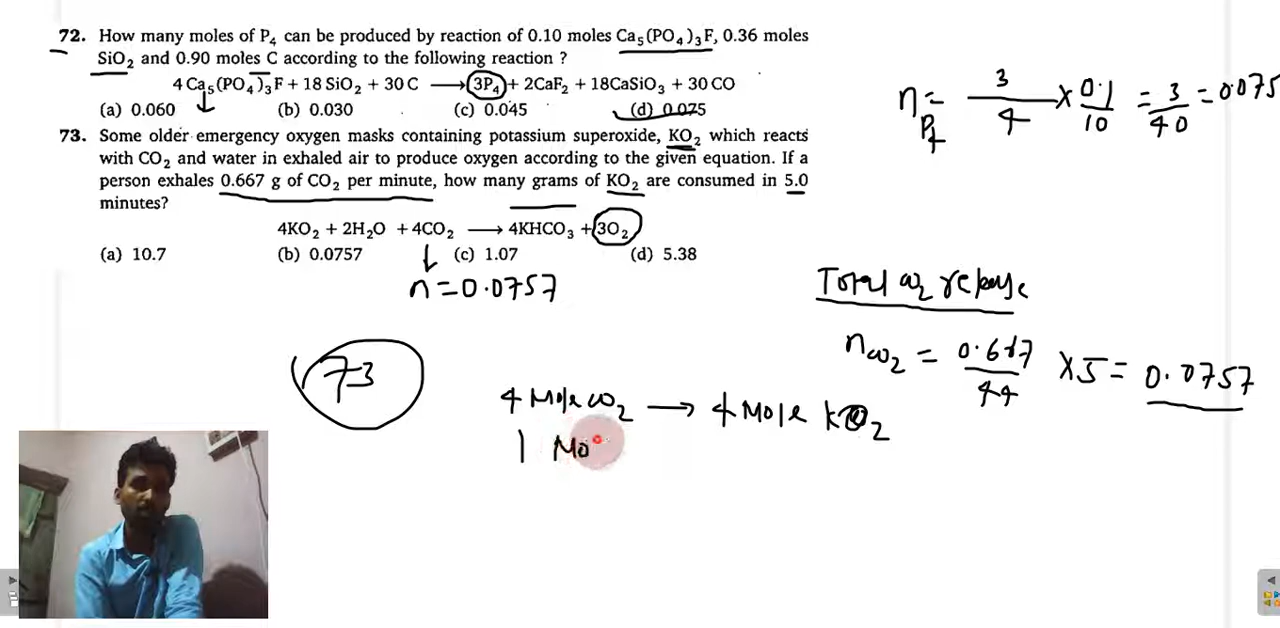 72. How many moles of P4 can be produced by reaction of 0.10 moles Ca5(PO4)3F, 0.36 moles
SiO2 and 0.90 moles C according to the following reaction ?
4 Ca5(PO4)3F + 18 SiO2 + 30 C ⟶ 3P4 + 2CaF2 + 18CaSiO3 + 30 CO
(a) 0.060 (b) 0.030 (c) 0.045 (d) 0.075
73. Some older emergency oxygen masks containing potassium superoxide, KO2 which reacts
with CO2 and water in exhaled air to produce oxygen according to the given equation. If a
person exhales 0.667 g of CO2 per minute, how many grams of KO2 are consumed in 5.0
minutes?
4KO2 + 2H2O + 4CO2 ⟶ 4KHCO3 + 3O2
(a) 10.7 (b) 0.0757 (c) 1.07 (d) 5.38
n = 0.0757
nP4 = 3/4 × 0.1/10 = 3/40 = 0.075
Total
nCO2 = 0.667/44 × 5 = 0.0757
73
4 Mole CO2 → 4 Mole KO2
1 Mo